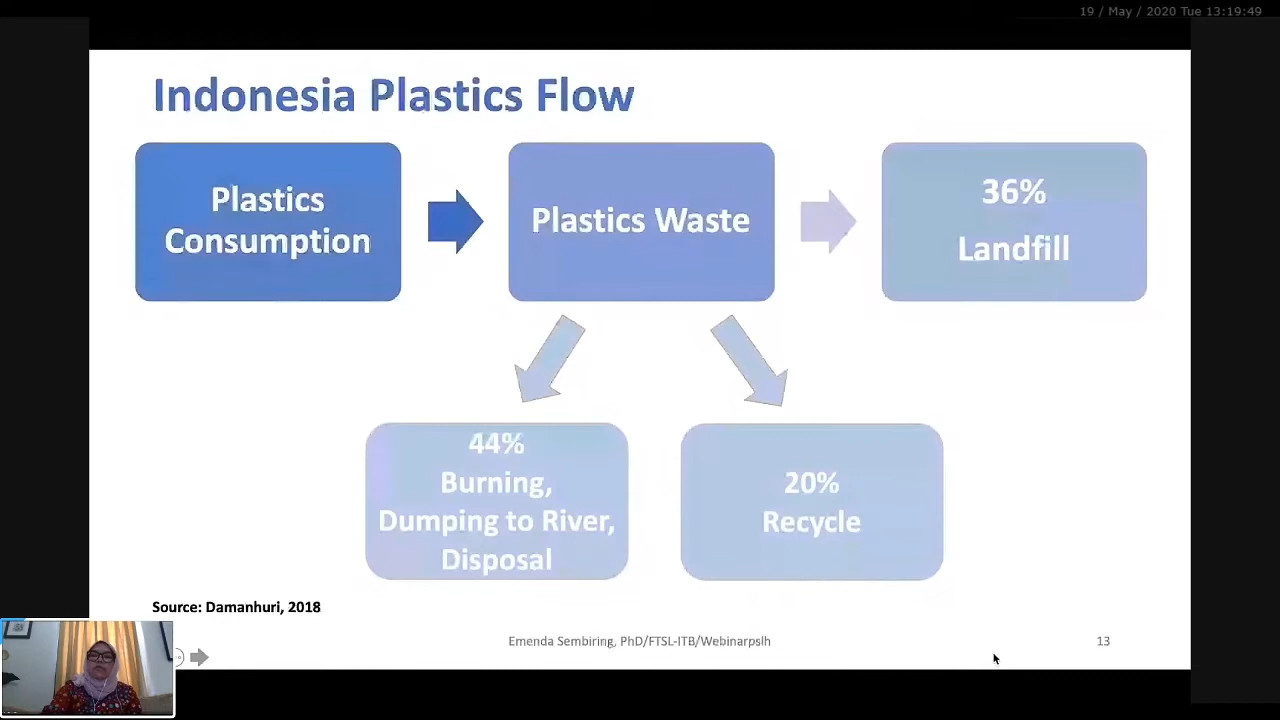 19 / May / 2020 Tue 13:19:49
Indonesia Plastics Flow
Plastics
Consumption
Plastics Waste
36%
Landfill
44%
Burning,
Dumping to River,
Disposal
20%
Recycle
Source: Damanhuri, 2018
Emenda Sembiring, PhD/FTSL-ITB/Webinarpslh
13